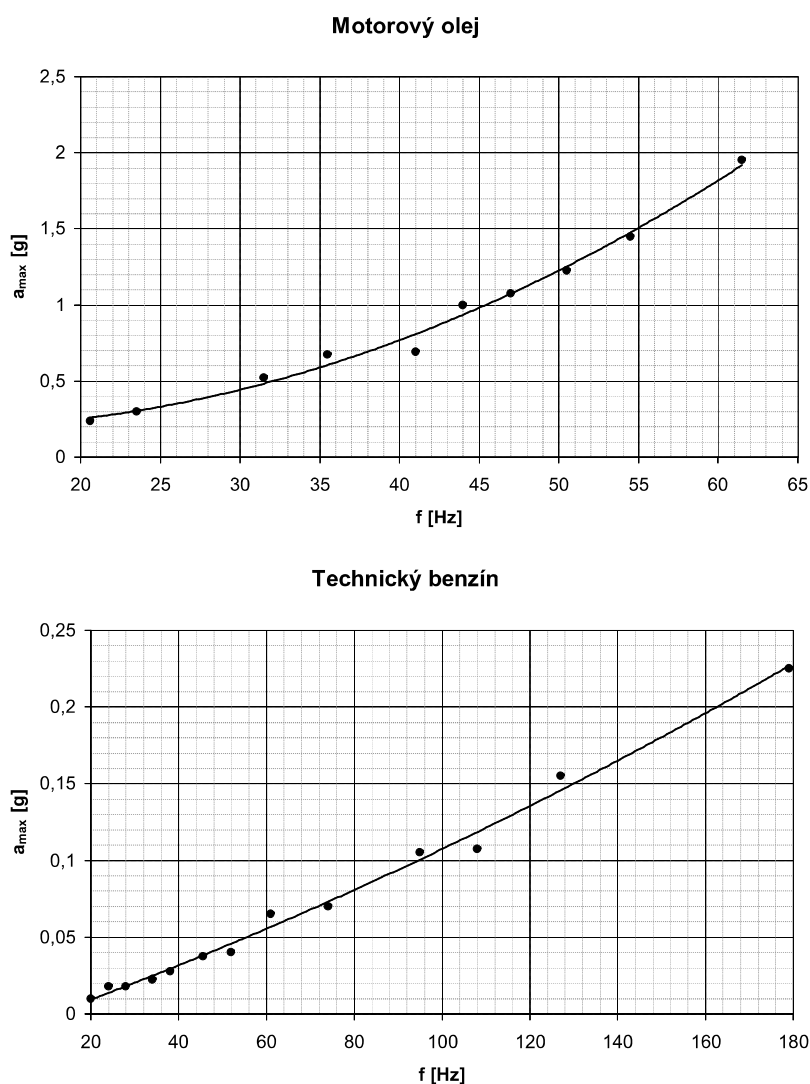 Motorový olej
2,5
2
1,5
1
0,5
0
a_max [g]
20 25 30 35 40 45 50 55 60 65
f [Hz]
Technický benzín
0,25
0,2
0,15
0,1
0,05
0
a_max [g]
20 40 60 80 100 120 140 160 180
f [Hz]